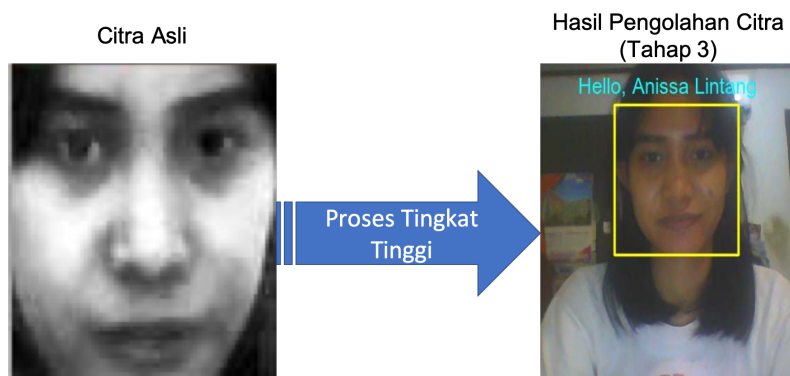 Citra Asli
Hasil Pengolahan Citra
(Tahap 3)
Hello, Anissa Lintang
Proses Tingkat
Tinggi